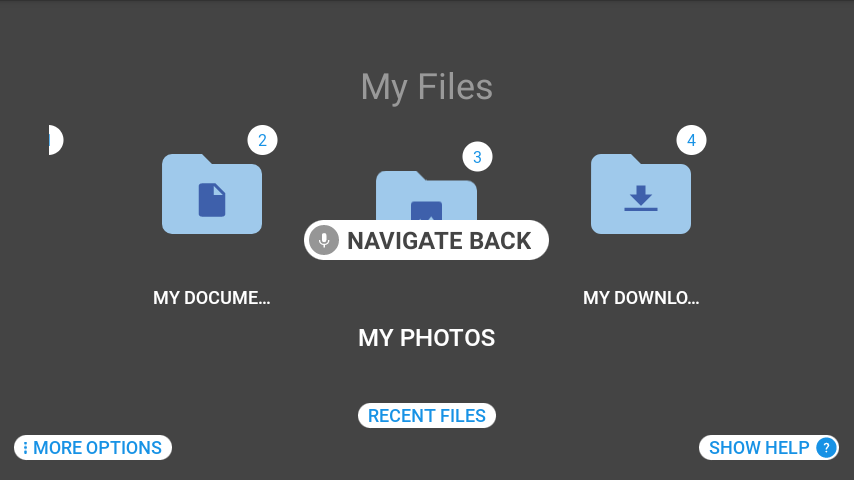 My Files
2
3
4
NAVIGATE BACK
MY DOCUME...
MY DOWNLO...
MY PHOTOS
RECENT FILES
MORE OPTIONS
SHOW HELP ?